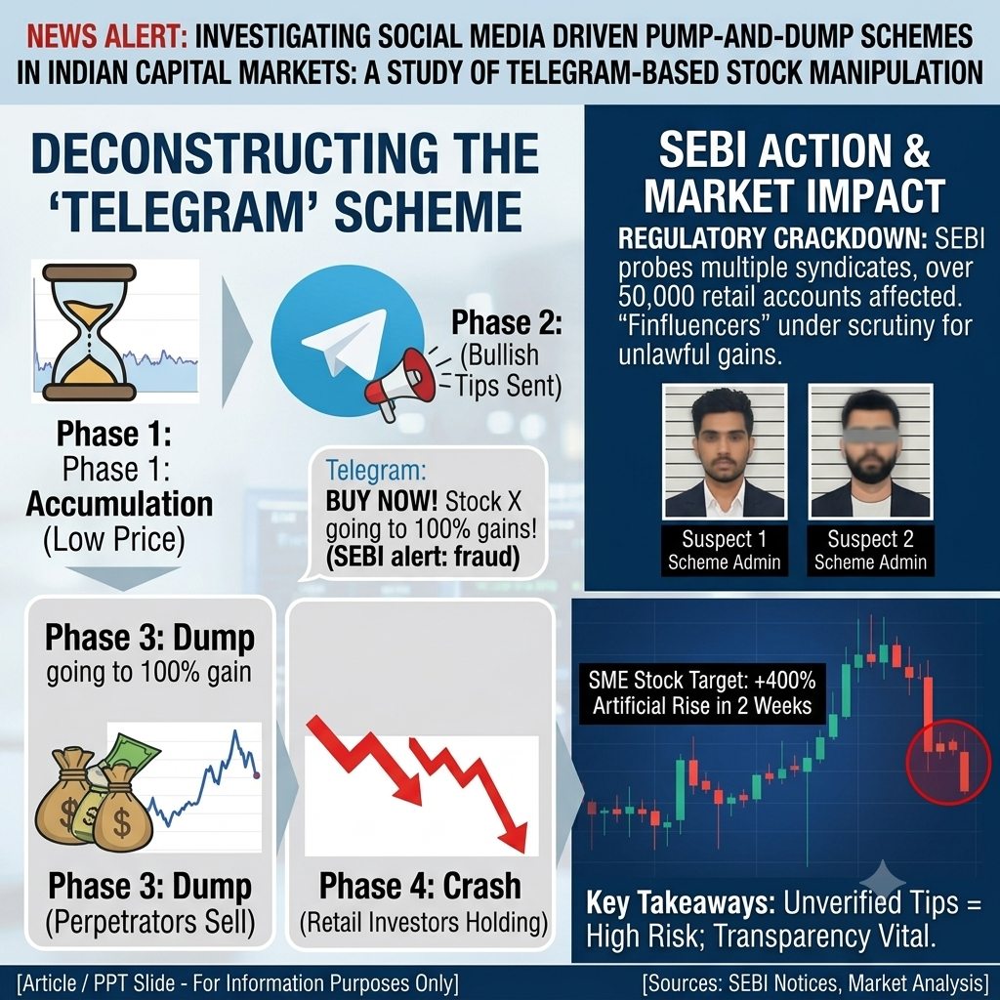 NEWS ALERT: INVESTIGATING SOCIAL MEDIA DRIVEN PUMP-AND-DUMP SCHEMES
IN INDIAN CAPITAL MARKETS: A STUDY OF TELEGRAM-BASED STOCK MANIPULATION
DECONSTRUCTING THE
‘TELEGRAM’ SCHEME
Phase 1:
Phase 1:
Accumulation
(Low Price)
Phase 2:
(Bullish
Tips Sent)
Telegram:
BUY NOW! Stock X
going to 100% gains!
(SEBI alert: fraud)
Phase 3: Dump
going to 100% gain
$ $ $
Phase 3: Dump
(Perpetrators Sell)
Phase 4: Crash
(Retail Investors Holding)
SEBI ACTION &
MARKET IMPACT
REGULATORY CRACKDOWN: SEBI
probes multiple syndicates, over
50,000 retail accounts affected.
“Finfluencers” under scrutiny for
unlawful gains.
Suspect 1
Scheme Admin
Suspect 2
Scheme Admin
SME Stock Target: +400%
Artificial Rise in 2 Weeks
Key Takeaways: Unverified Tips =
High Risk; Transparency Vital.
[Article / PPT Slide - For Information Purposes Only]
[Sources: SEBI Notices, Market Analysis]